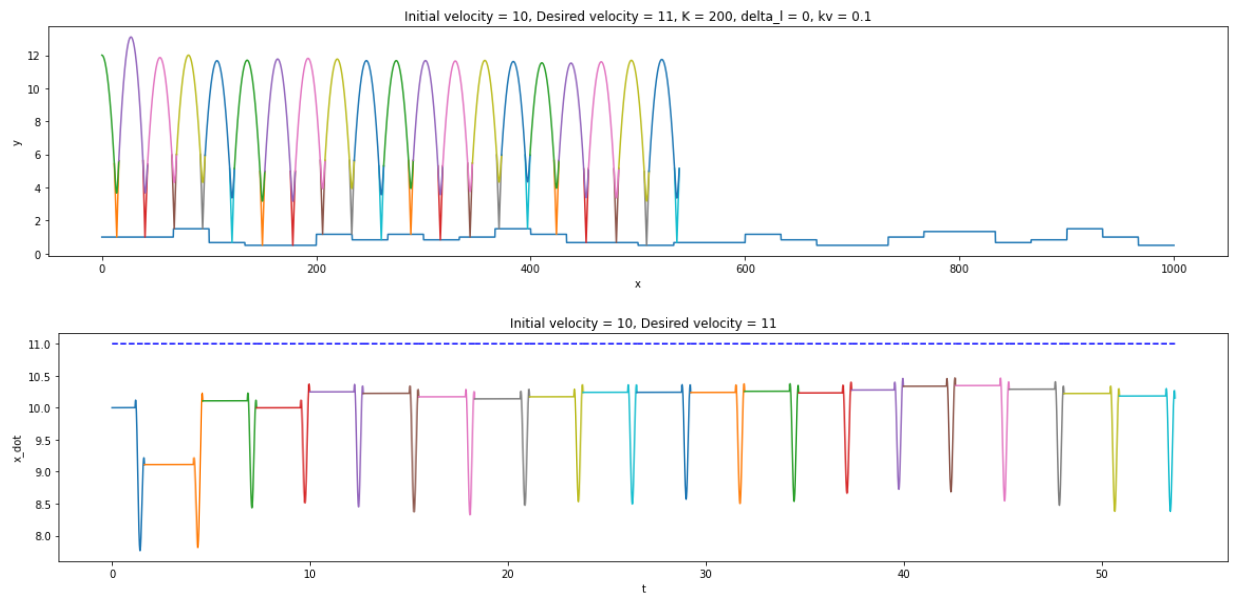 Initial velocity = 10, Desired velocity = 11, K = 200, delta_l = 0, kv = 0.1
12
10
8
6
4
2
0
y
0 200 400 600 800 1000
x
Initial velocity = 10, Desired velocity = 11
11.0
10.5
10.0
9.5
9.0
8.5
8.0
x_dot
0 10 20 30 40 50
t